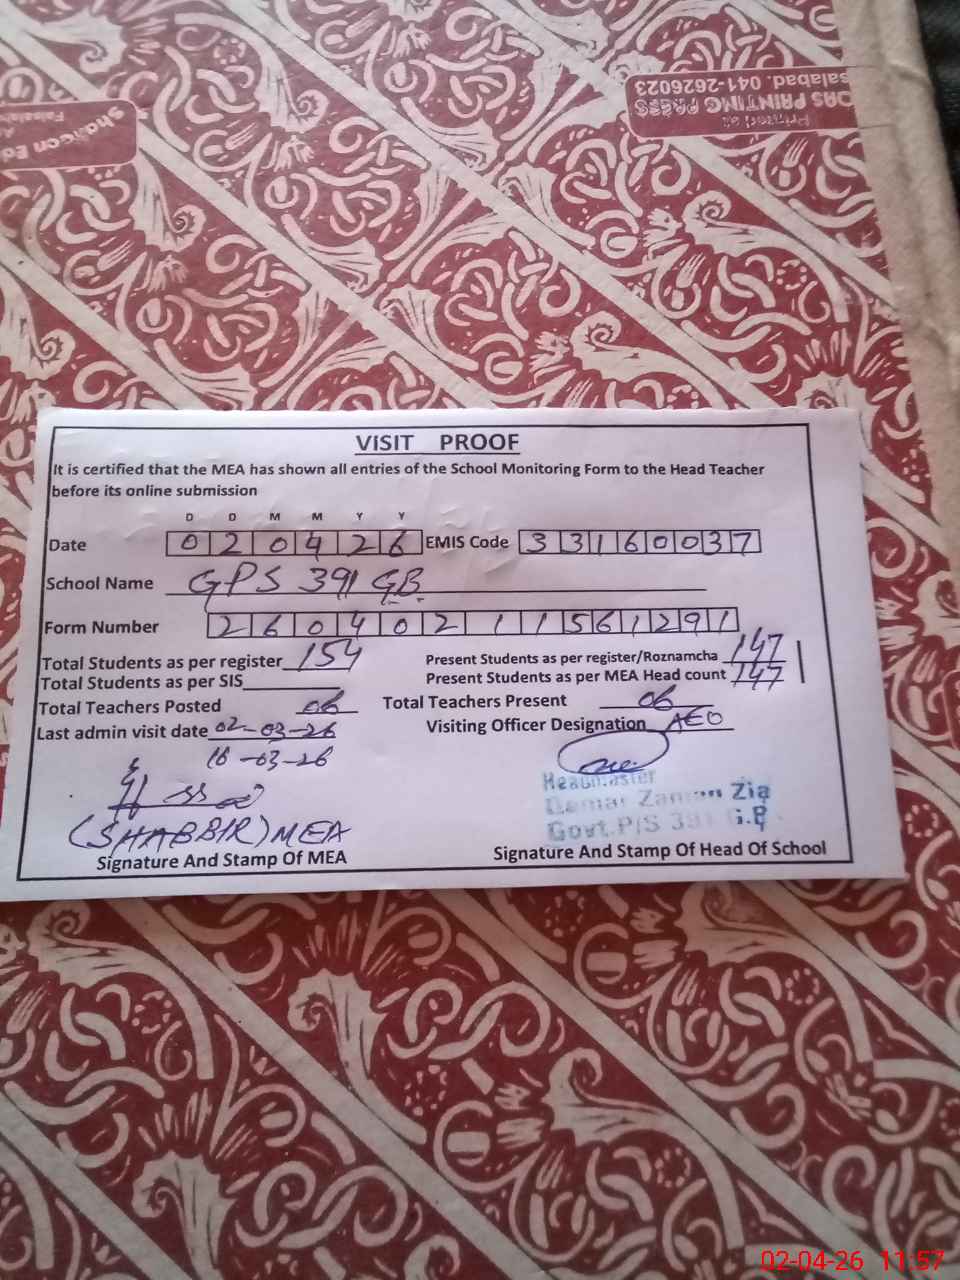 Shaheen Ed
Printed at
DAS PRINTING PRESS
salabad. 041-2626023
VISIT PROOF
It is certified that the MEA has shown all entries of the School Monitoring Form to the Head Teacher
before its online submission
D D M M Y Y
Date 0 2 0 4 2 6 EMIS Code 3 3 1 6 0 0 3 7
School Name GPS 391 GB
Form Number 2 6 0 4 0 2 1 1 5 6 1 2 9 1
Total Students as per register 154 Present Students as per register/Roznamcha 147
Total Students as per SIS Present Students as per MEA Head count 147
Total Teachers Posted 06 Total Teachers Present 06
Last admin visit date 02-03-26 Visiting Officer Designation AEO
16-03-26
Headmaster
Qamar Zaman Zia
Govt.P/S 391 G.B
(SHABBIR) MEA
Signature And Stamp Of MEA Signature And Stamp Of Head Of School
02-04-26 11:57